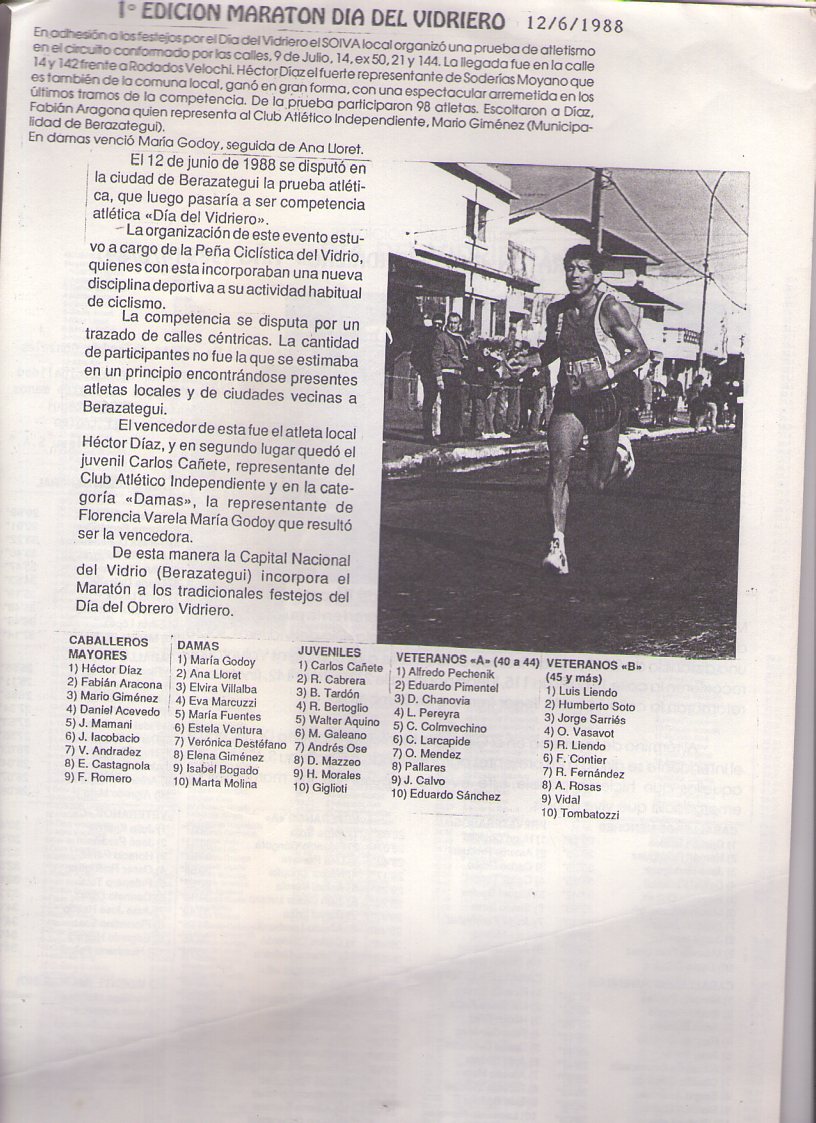 1º EDICION MARATON DIA DEL VIDRIERO 12/6/1988
En adhesión a los festejos por el Día del Vidriero el SOIVA local organizó una prueba de atletismo
en el circuito conformado por las calles, 9 de Julio, 14, ex 50, 21 y 144. La llegada fue en la calle
14 y 142 frente a Rodados Velochi. Héctor Díaz el fuerte representante de Soderías Moyano que
es también de la comuna local, ganó en gran forma, con una espectacular arremetida en los
últimos tramos de la competencia. De la prueba participaron 98 atletas. Escoltaron a Díaz,
Fabián Aragona quien representa al Club Atlético Independiente, Mario Giménez (Municipa-
lidad de Berazategui).
En damas venció María Godoy, seguida de Ana Lloret.
El 12 de junio de 1988 se disputó en
la ciudad de Berazategui la prueba atléti-
ca, que luego pasaría a ser competencia
atlética «Día del Vidriero».
La organización de este evento estu-
vo a cargo de la Peña Ciclística del Vidrio,
quienes con esta incorporaban una nueva
disciplina deportiva a su actividad habitual
de ciclismo.
La competencia se disputa por un
trazado de calles céntricas. La cantidad
de participantes no fue la que se estimaba
en un principio encontrándose presentes
atletas locales y de ciudades vecinas a
Berazategui.
El vencedor de esta fue el atleta local
Héctor Díaz, y en segundo lugar quedó el
juvenil Carlos Cañete, representante del
Club Atlético Independiente y en la cate-
goría «Damas», la representante de
Florencia Varela María Godoy que resultó
ser la vencedora.
De esta manera la Capital Nacional
del Vidrio (Berazategui) incorpora el
Maratón a los tradicionales festejos del
Día del Obrero Vidriero.
CABALLEROS
MAYORES
1) Héctor Díaz
2) Fabián Aracona
3) Mario Giménez
4) Daniel Acevedo
5) J. Mamani
6) J. Iacobacio
7) V. Andradez
8) E. Castagnola
9) F. Romero
DAMAS
1) María Godoy
2) Ana Lloret
3) Elvira Villalba
4) Eva Marcuzzi
5) María Fuentes
6) Estela Ventura
7) Verónica Destéfano
8) Elena Giménez
9) Isabel Bogado
10) Marta Molina
JUVENILES
1) Carlos Cañete
2) R. Cabrera
3) B. Tardón
4) R. Bertoglio
5) Walter Aquino
6) M. Galeano
7) Andrés Ose
8) D. Mazzeo
9) H. Morales
10) Giglioti
VETERANOS «A» (40 a 44)
1) Alfredo Pechenik
2) Eduardo Pimentel
3) D. Chanovia
4) L. Pereyra
5) C. Colmvechino
6) C. Larcapide
7) O. Mendez
8) Pallares
9) J. Calvo
10) Eduardo Sánchez
VETERANOS «B»
(45 y más)
1) Luis Liendo
2) Humberto Soto
3) Jorge Sarriés
4) O. Vasavot
5) R. Liendo
6) F. Contier
7) R. Fernández
8) A. Rosas
9) Vidal
10) Tombatozzi